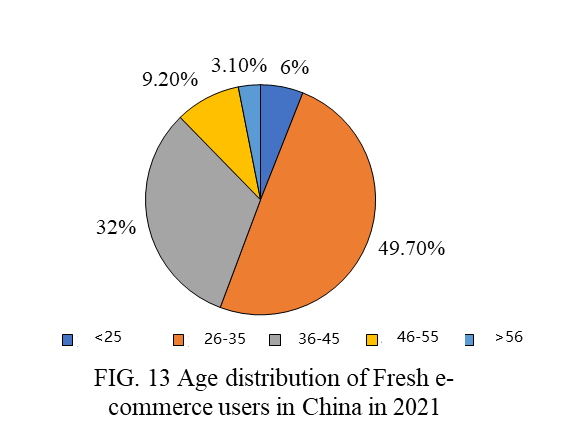 3.10% 6%
9.20%
32%
49.70%
<25 26-35 36-45 46-55 >56
FIG. 13 Age distribution of Fresh e-
commerce users in China in 2021